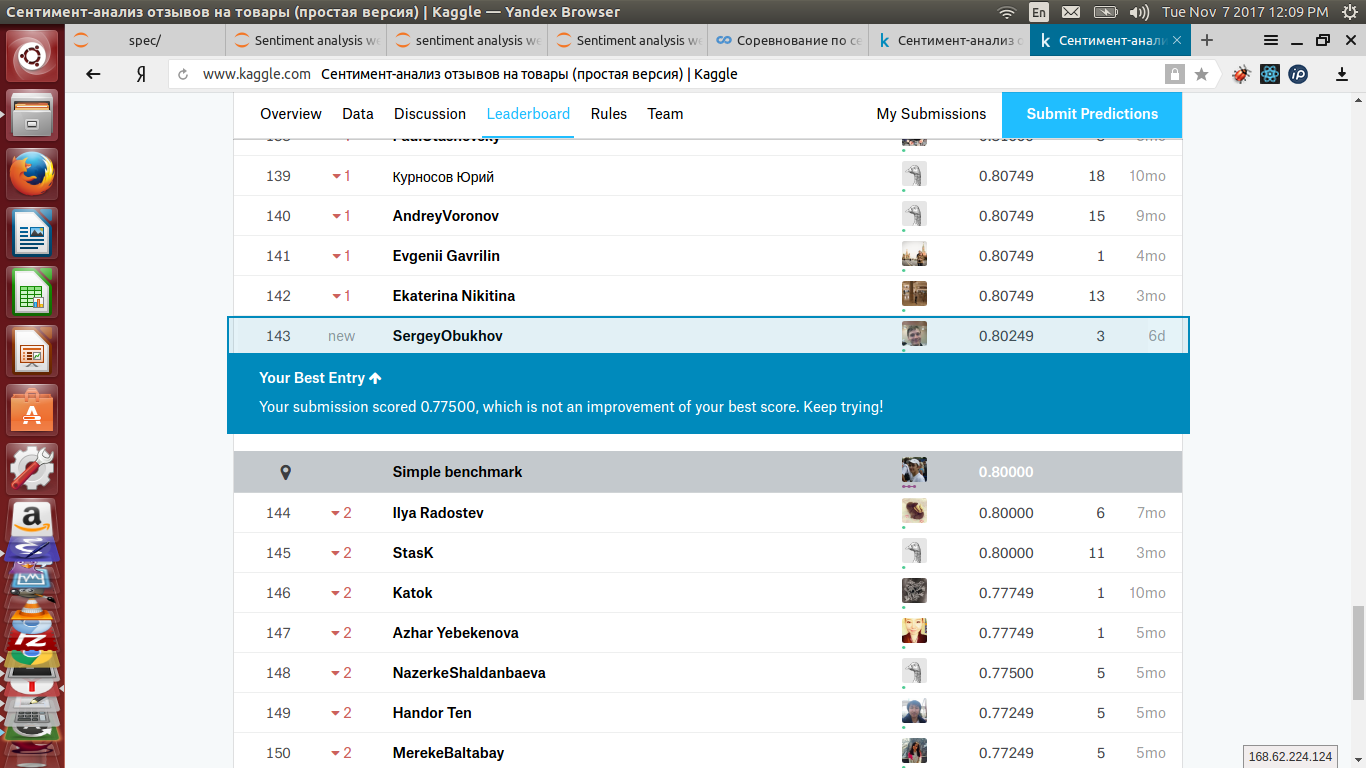 Сентимент-анализ отзывов на товары (простая версия) | Kaggle — Yandex Browser En Tue Nov 7 2017 12:09 PM
spec/ Sentiment analysis we sentiment analysis we Sentiment analysis we Соревнование по се Сентимент-анализ о Сентимент-анали
Я www.kaggle.com Сентимент-анализ отзывов на товары (простая версия) | Kaggle
Overview Data Discussion Leaderboard Rules Team My Submissions Submit Predictions
139 1 Курносов Юрий 0.80749 18 10mo
140 1 AndreyVoronov 0.80749 15 9mo
141 1 Evgenii Gavrilin 0.80749 1 4mo
142 1 Ekaterina Nikitina 0.80749 13 3mo
143 new SergeyObukhov 0.80249 3 6d
Your Best Entry
Your submission scored 0.77500, which is not an improvement of your best score. Keep trying!
Simple benchmark 0.80000
144 2 Ilya Radostev 0.80000 6 7mo
145 2 StasK 0.80000 11 3mo
146 2 Katok 0.77749 1 10mo
147 2 Azhar Yebekenova 0.77749 1 5mo
148 2 NazerkeShaldanbaeva 0.77500 5 5mo
149 2 Handor Ten 0.77249 5 5mo
150 2 MerekeBaltabay 0.77249 5 5mo
168.62.224.124